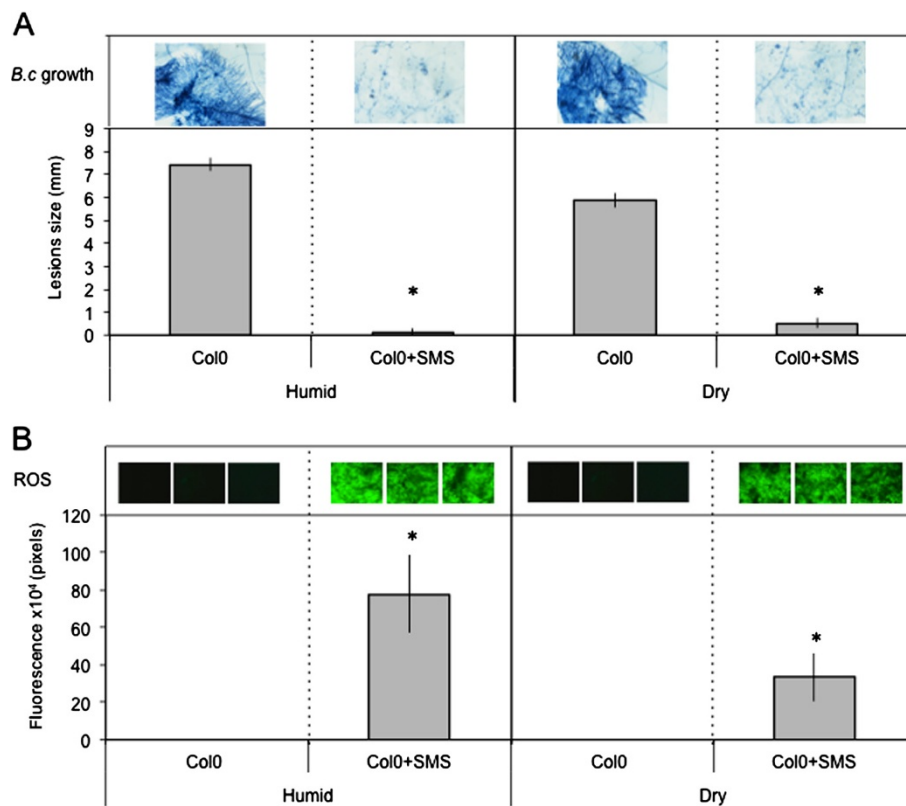 A
B.c growth
Lesions size (mm)
9
8
7
6
5
4
3
2
1
0
*
*
Col0
Col0+SMS
Col0
Col0+SMS
Humid
Dry
B
ROS
Fluorescence x10⁴ (pixels)
120
100
80
60
40
20
0
*
*
Col0
Col0+SMS
Col0
Col0+SMS
Humid
Dry